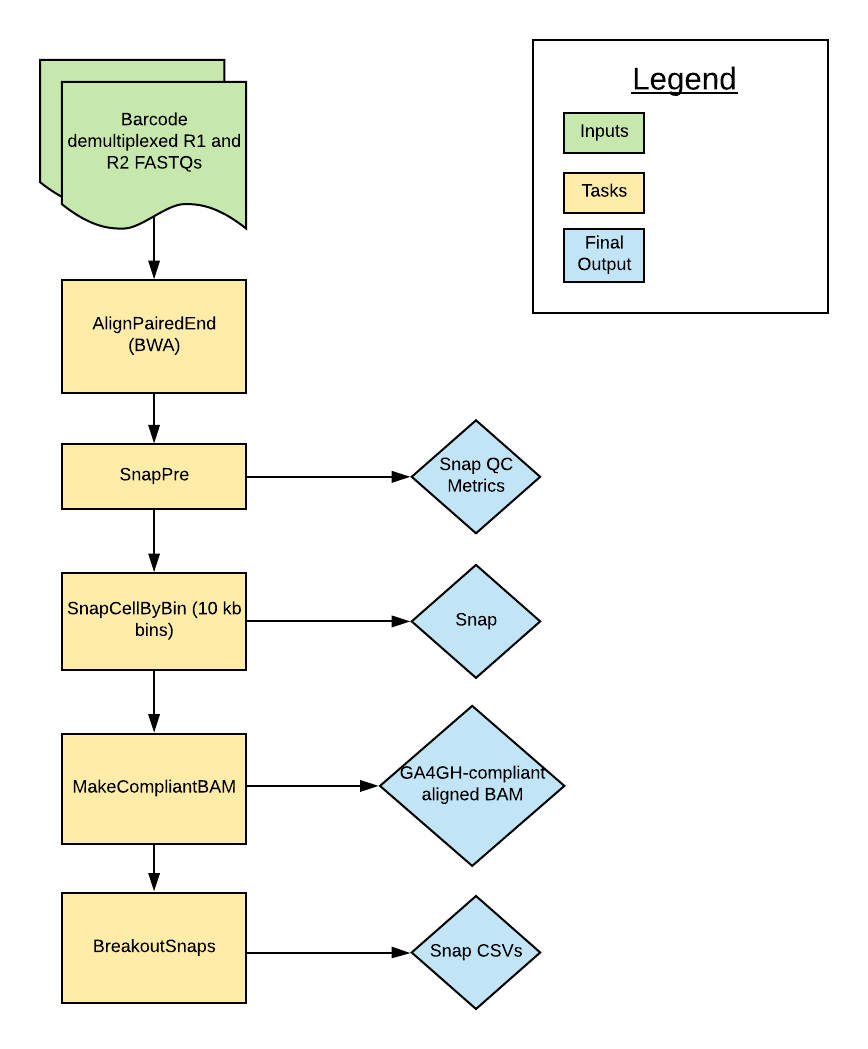 Legend
Inputs
Tasks
Final
Output
Barcode
demultiplexed R1 and
R2 FASTQs
AlignPairedEnd
(BWA)
SnapPre
Snap QC
Metrics
SnapCellByBin (10 kb
bins)
Snap
MakeCompliantBAM
GA4GH-compliant
aligned BAM
BreakoutSnaps
Snap CSVs